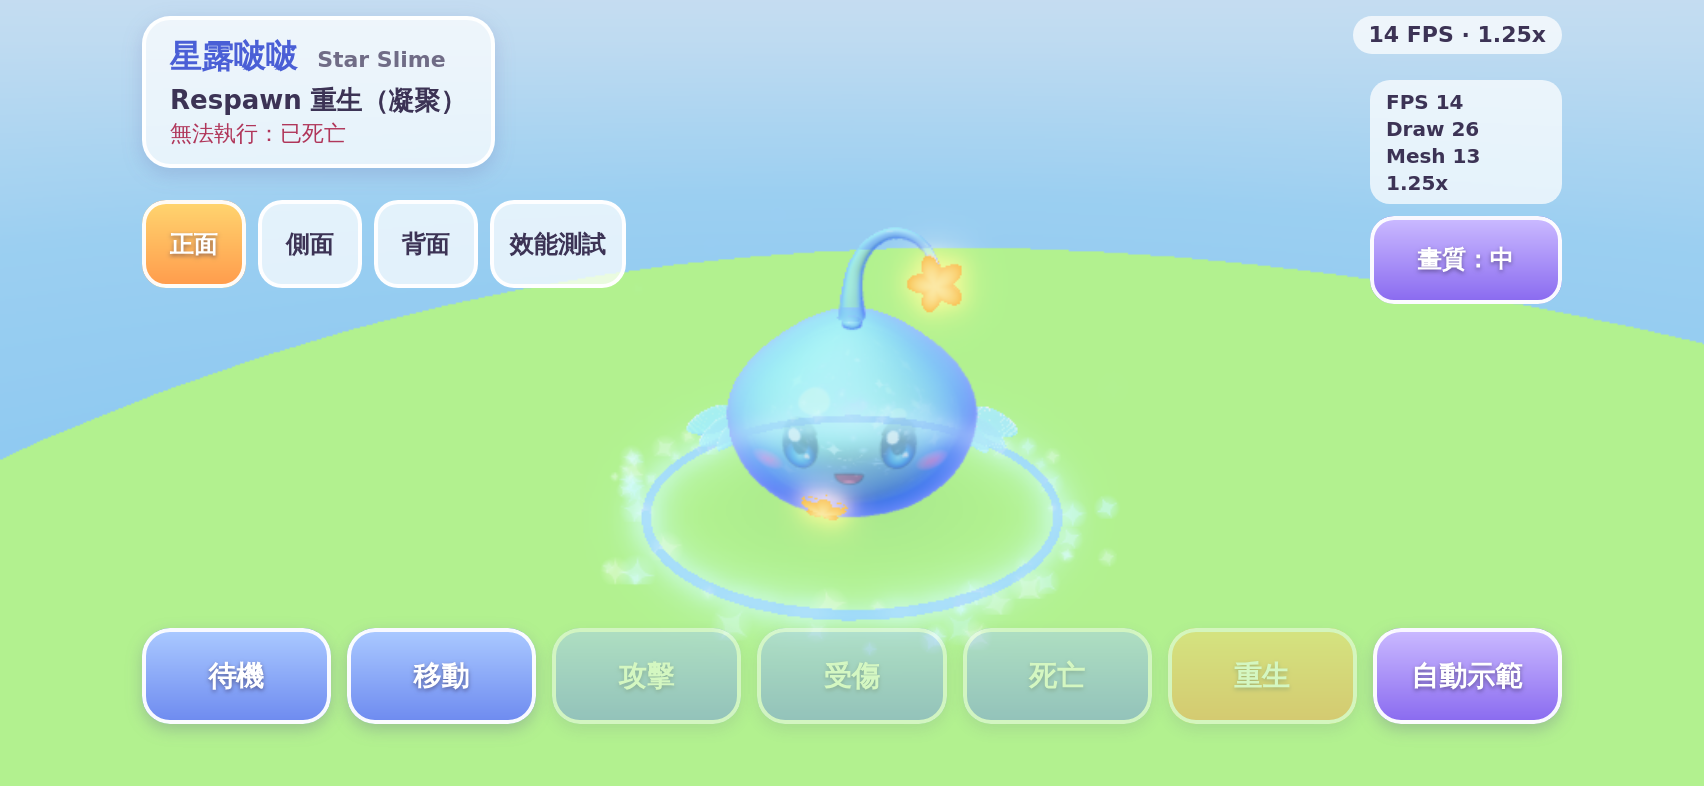 星露啵啵 Star Slime
Respawn 重生（凝聚）
無法執行：已死亡
14 FPS · 1.25x
FPS 14
Draw 26
Mesh 13
1.25x
正面
側面
背面
效能測試
畫質：中
待機
移動
攻擊
受傷
死亡
重生
自動示範